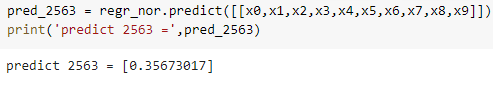 pred_2563 = regr_nor.predict([[x0,x1,x2,x3,x4,x5,x6,x7,x8,x9]])
print('predict 2563 =',pred_2563)
predict 2563 = [0.35673017]